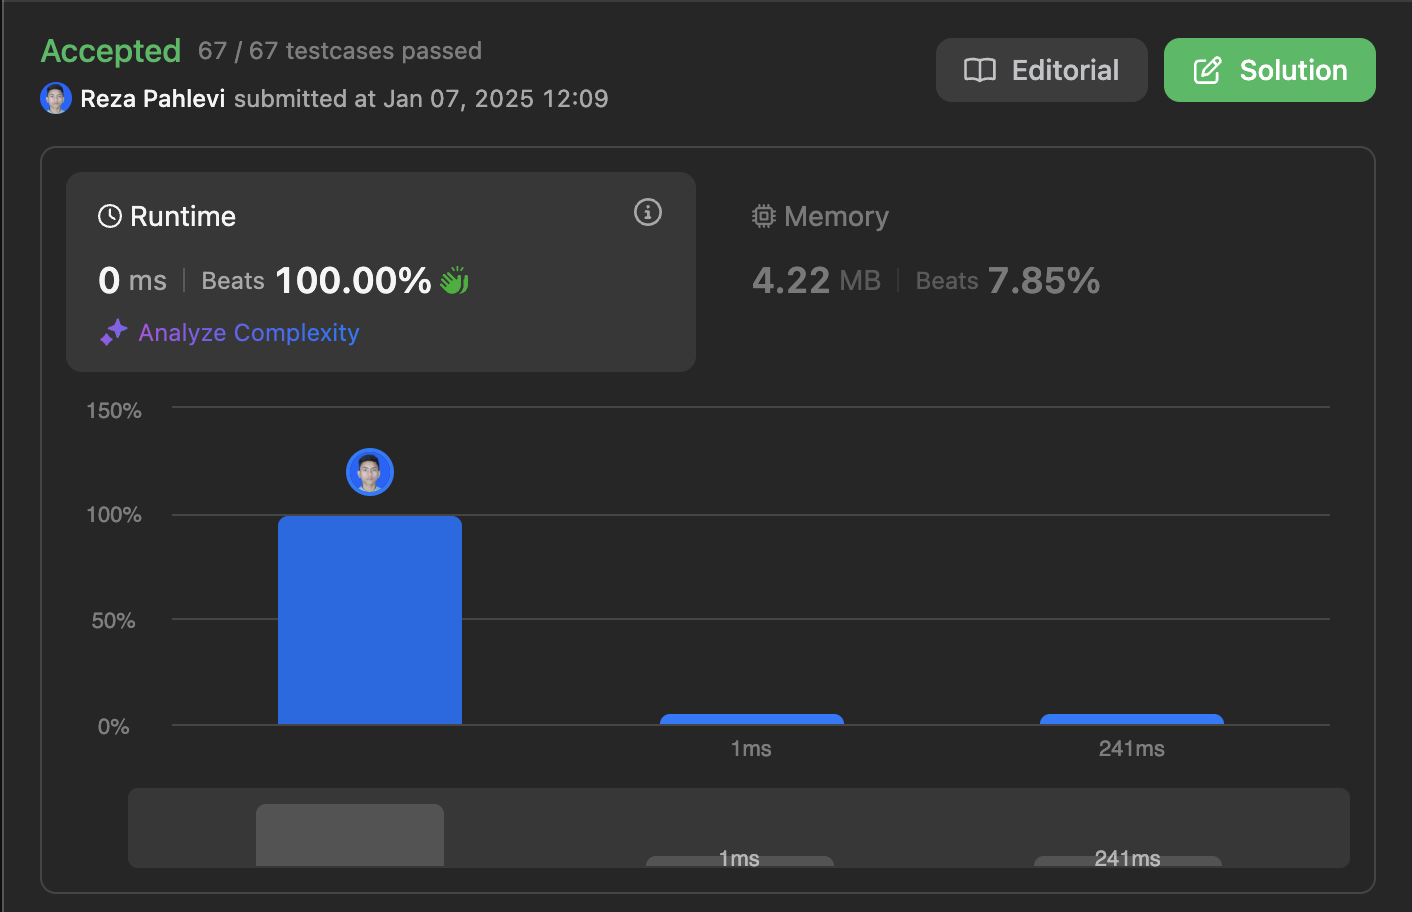 Accepted 67 / 67 testcases passed
Reza Pahlevi submitted at Jan 07, 2025 12:09
Editorial
Solution
Runtime
0 ms Beats 100.00%
Analyze Complexity
Memory
4.22 MB Beats 7.85%
150%
100%
50%
0%
1ms
241ms
1ms
241ms